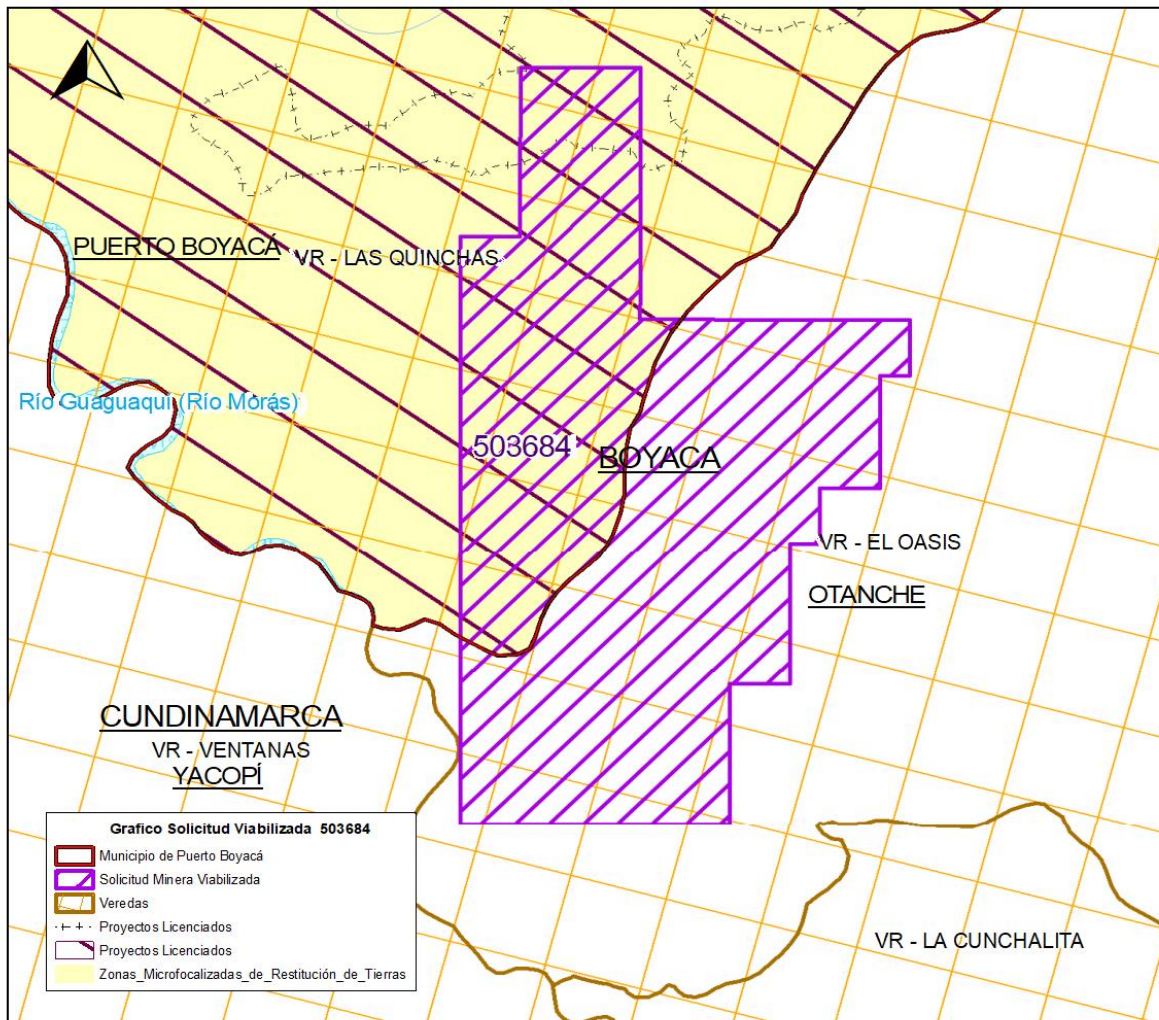 PUERTO BOYACÁ
VR - LAS QUINCHAS
Río Guaguaqui (Río Morás)
503684
BOYACA
VR - EL OASIS
OTANCHE
CUNDINAMARCA
VR - VENTANAS
YACOPÍ
Grafico Solicitud Viabilizada 503684
Municipio de Puerto Boyacá
Solicitud Minera Viabilizada
Veredas
Proyectos Licenciados
Proyectos Licenciados
Zonas_Microfocalizadas_de_Restitución_de_Tierras
VR - LA CUNCHALITA